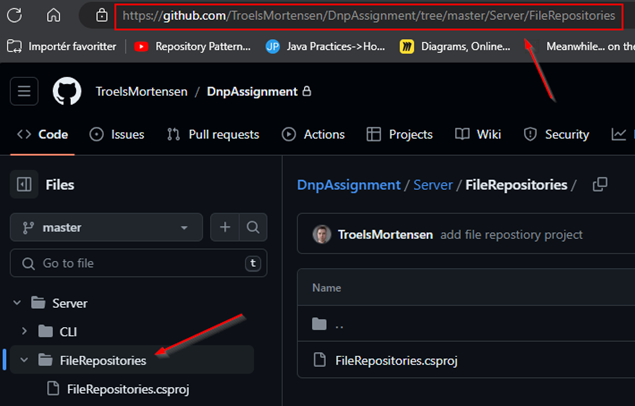 https://github.com/TroelsMortensen/DnpAssignment/tree/master/Server/FileRepositories
Importér favoritter
Repository Pattern...
JP Java Practices->Ho...
Diagrams, Online...
Meanwhile... on the
TroelsMortensen / DnpAssignment
Code
Issues
Pull requests
Actions
Projects
Wiki
Security
Files
DnpAssignment / Server / FileRepositories /
master
TroelsMortensen add file repostiory project
Go to file
t
Name
Server
..
CLI
FileRepositories
FileRepositories.csproj
FileRepositories.csproj